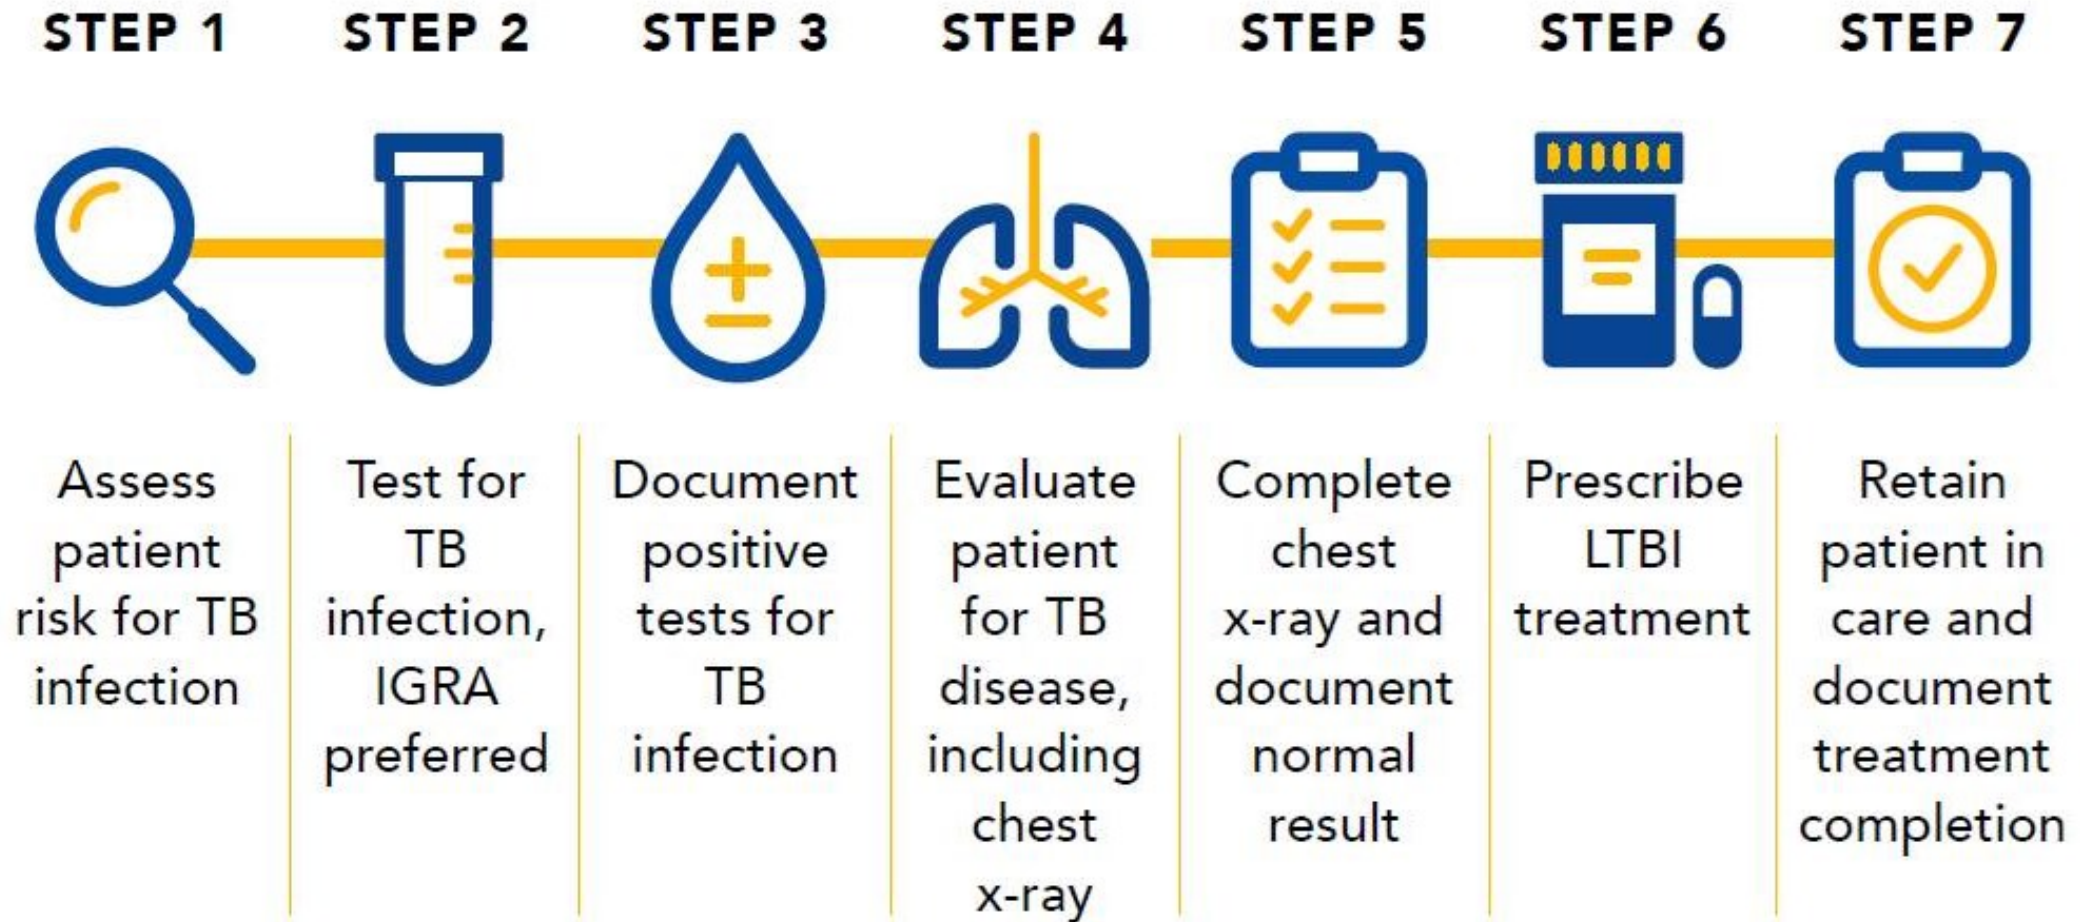 STEP 1
STEP 2
STEP 3
STEP 4
STEP 5
STEP 6
STEP 7
Assess
patient
risk for TB
infection
Test for
TB
infection,
IGRA
preferred
Document
positive
tests for
TB
infection
Evaluate
patient
for TB
disease,
including
chest
x-ray
Complete
chest
x-ray and
document
normal
result
Prescribe
LTBI
treatment
Retain
patient in
care and
document
treatment
completion